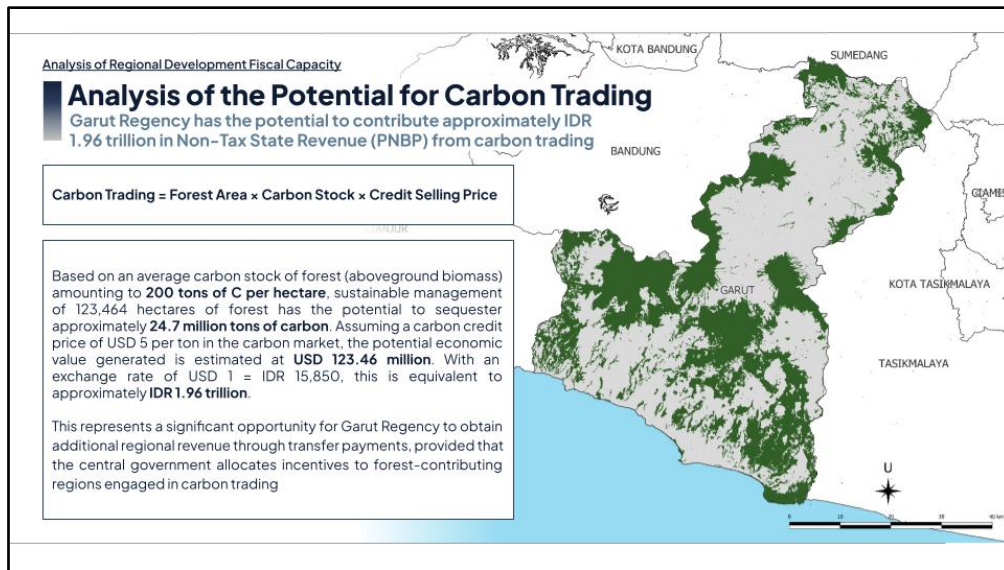 Analysis of Regional Development Fiscal Capacity
Analysis of the Potential for Carbon Trading
Garut Regency has the potential to contribute approximately IDR
1.96 trillion in Non-Tax State Revenue (PNBP) from carbon trading
Carbon Trading = Forest Area × Carbon Stock × Credit Selling Price
Based on an average carbon stock of forest (aboveground biomass)
amounting to 200 tons of C per hectare, sustainable management
of 123,464 hectares of forest has the potential to sequester
approximately 24.7 million tons of carbon. Assuming a carbon credit
price of USD 5 per ton in the carbon market, the potential economic
value generated is estimated at USD 123.46 million. With an
exchange rate of USD 1 = IDR 15,850, this is equivalent to
approximately IDR 1.96 trillion.
This represents a significant opportunity for Garut Regency to obtain
additional regional revenue through transfer payments, provided that
the central government allocates incentives to forest-contributing
regions engaged in carbon trading
KOTA BANDUNG
SUMEDANG
BANDUNG
CIAMIS
CIANJUR
KOTA TASIKMALAYA
GARUT
TASIKMALAYA
U
0 10 20 30 40 km